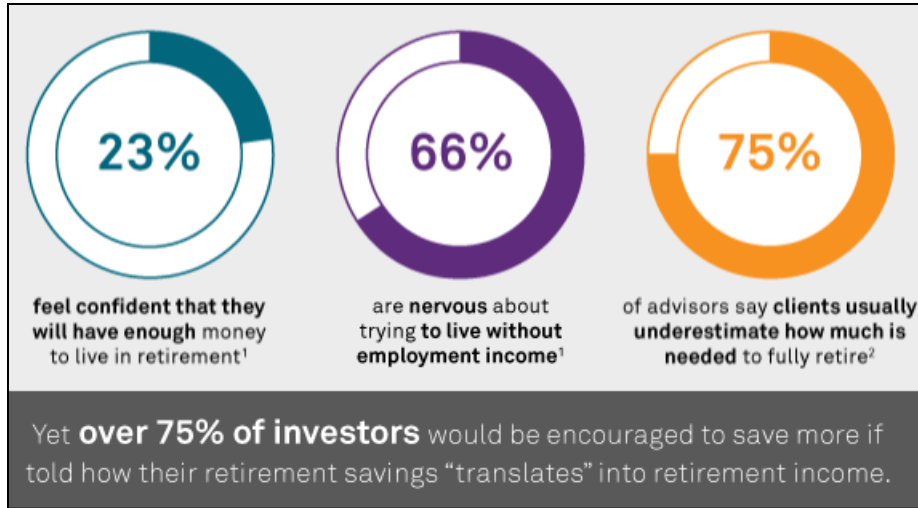 23%
66%
75%
feel confident that they
will have enough money
to live in retirement¹
are nervous about
trying to live without
employment income¹
of advisors say clients usually
underestimate how much is
needed to fully retire²
Yet over 75% of investors would be encouraged to save more if
told how their retirement savings “translates” into retirement income.